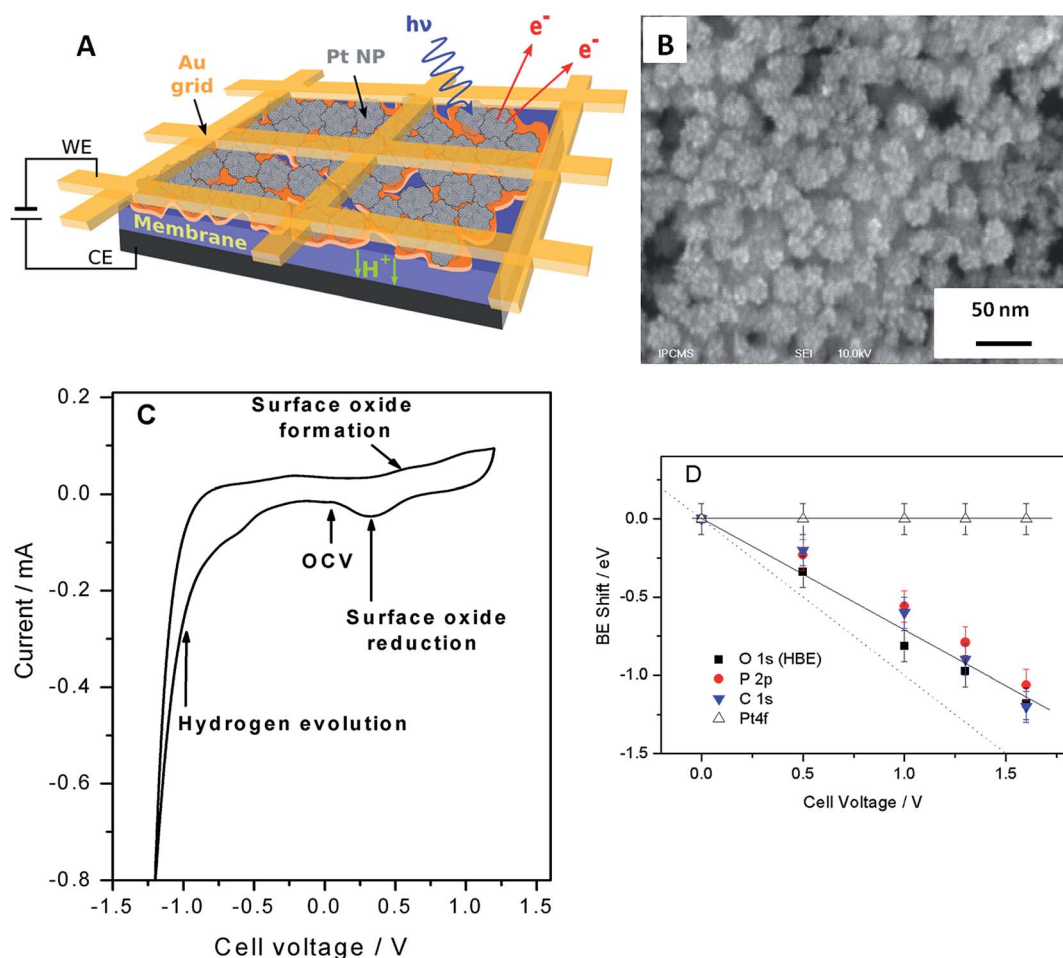 A
hν
e-
e-
Au
grid
Pt NP
WE
Membrane
CE
H+
B
50 nm
IPCMS SEI 10.0kV
C
0.2
0.0
-0.2
-0.4
-0.6
-0.8
Current / mA
Surface oxide
formation
OCV
Surface oxide
reduction
Hydrogen evolution
-1.5 -1.0 -0.5 0.0 0.5 1.0 1.5
Cell voltage / V
D
0.0
-0.5
-1.0
-1.5
BE Shift / eV
O 1s (HBE)
P 2p
C 1s
Pt4f
0.0 0.5 1.0 1.5
Cell Voltage / V